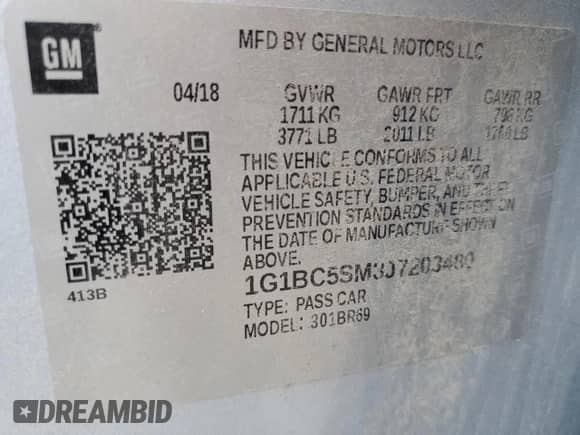 GM
MFD BY GENERAL MOTORS LLC
04/18 GVWR GAWR FRT GAWR RR
1711 KG 912 KG
3771 LB 2011 LB
THIS VEHICLE CONFORMS TO ALL
APPLICABLE U.S. FEDERAL MOTOR
VEHICLE SAFETY, BUMPER, AND THEFT
PREVENTION STANDARDS IN EFFECT ON
THE DATE OF MANUFACTURE SHOWN
ABOVE.
413B
TYPE: PASS CAR
MODEL: 301BR69
DREAMBID